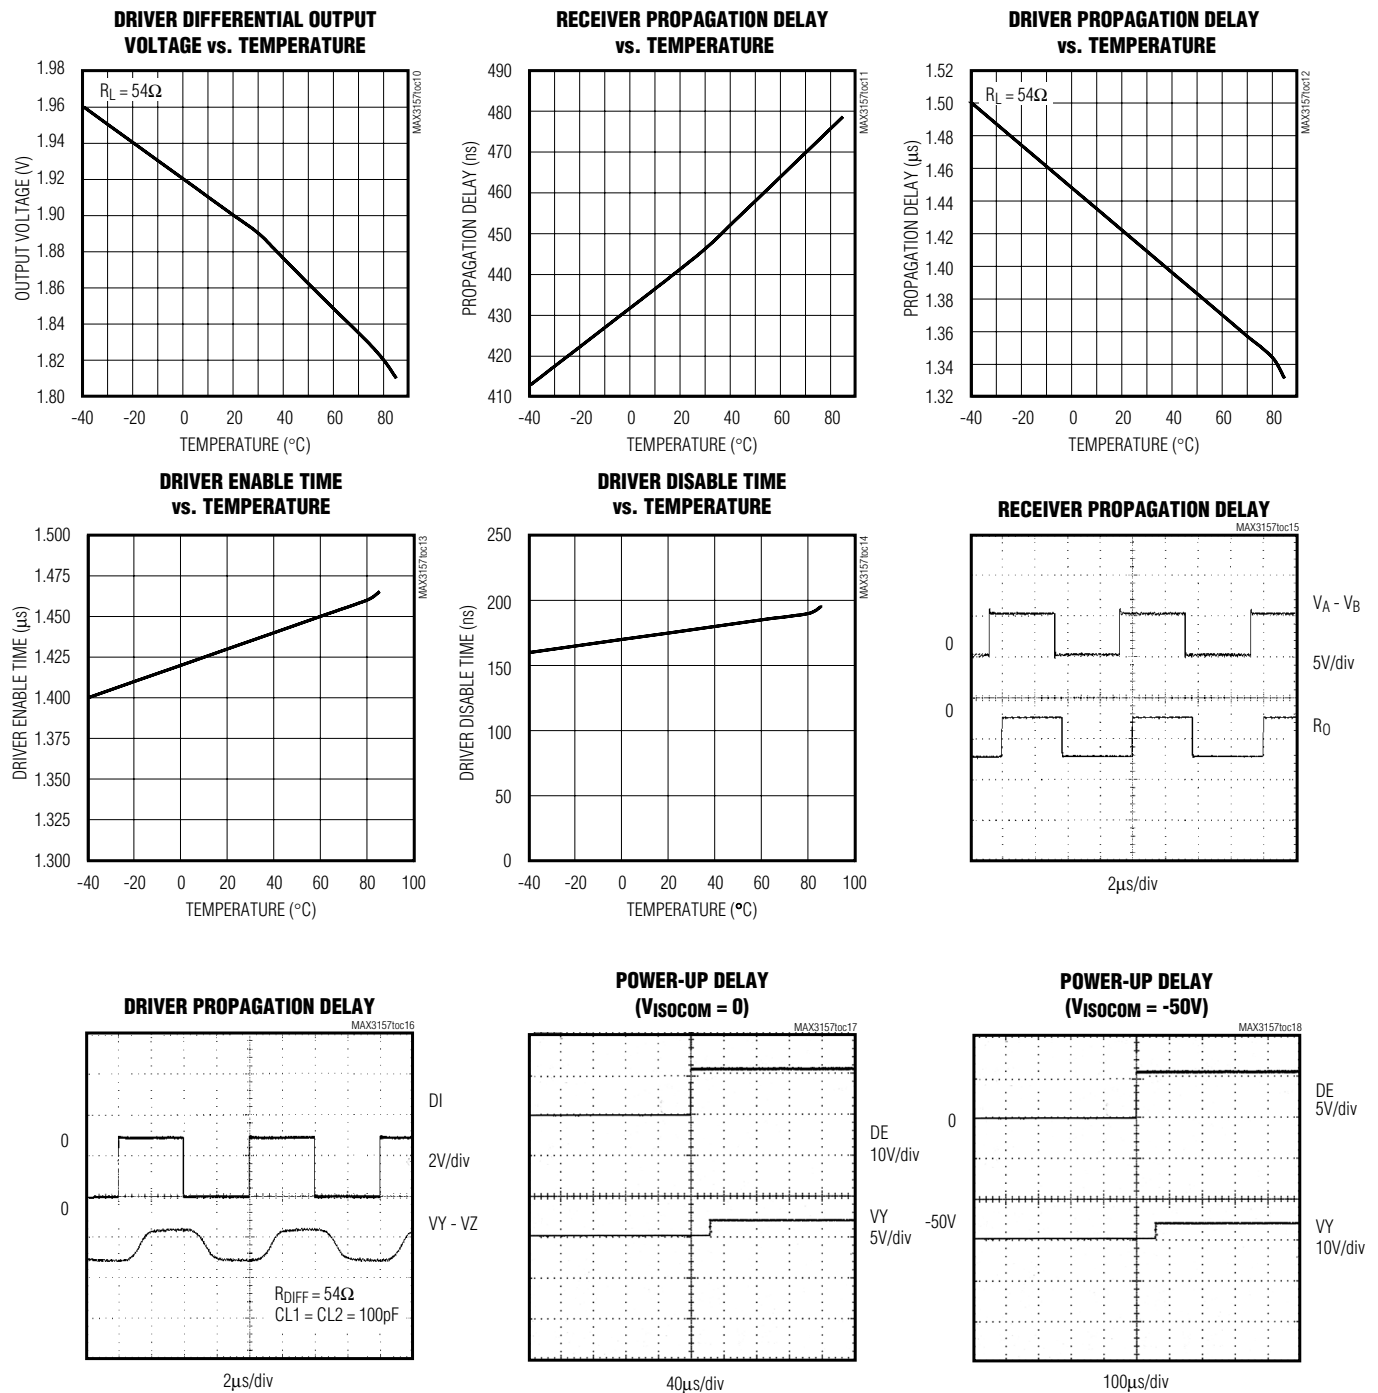 DRIVER DIFFERENTIAL OUTPUT
VOLTAGE vs. TEMPERATURE
MAX3157toc10
RL = 54Ω
OUTPUT VOLTAGE (V)
1.98
1.96
1.94
1.92
1.90
1.88
1.86
1.84
1.82
1.80
-40 -20 0 20 40 60 80
TEMPERATURE (°C)
RECEIVER PROPAGATION DELAY
vs. TEMPERATURE
MAX3157toc11
PROPAGATION DELAY (ns)
490
480
470
460
450
440
430
420
410
-40 -20 0 20 40 60 80
TEMPERATURE (°C)
DRIVER PROPAGATION DELAY
vs. TEMPERATURE
MAX3157toc12
RL = 54Ω
PROPAGATION DELAY (μs)
1.52
1.50
1.48
1.46
1.44
1.42
1.40
1.38
1.36
1.34
1.32
-40 -20 0 20 40 60 80
TEMPERATURE (°C)
DRIVER ENABLE TIME
vs. TEMPERATURE
MAX3157toc13
DRIVER ENABLE TIME (μs)
1.500
1.475
1.450
1.425
1.400
1.375
1.350
1.325
1.300
-40 -20 0 20 40 60 80 100
TEMPERATURE (°C)
DRIVER DISABLE TIME
vs. TEMPERATURE
MAX3157toc14
DRIVER DISABLE TIME (ns)
250
200
150
100
50
0
-40 -20 0 20 40 60 80 100
TEMPERATURE (°C)
RECEIVER PROPAGATION DELAY
MAX3157toc15
VA - VB
0
5V/div
0
RO
2μs/div
DRIVER PROPAGATION DELAY
MAX3157toc16
DI
0
2V/div
0
VY - VZ
RDIFF = 54Ω
CL1 = CL2 = 100pF
2μs/div
POWER-UP DELAY
(VISOCOM = 0)
MAX3157toc17
DE
10V/div
VY
5V/div
40μs/div
POWER-UP DELAY
(VISOCOM = -50V)
MAX3157toc18
DE
5V/div
0
-50V
VY
10V/div
100μs/div